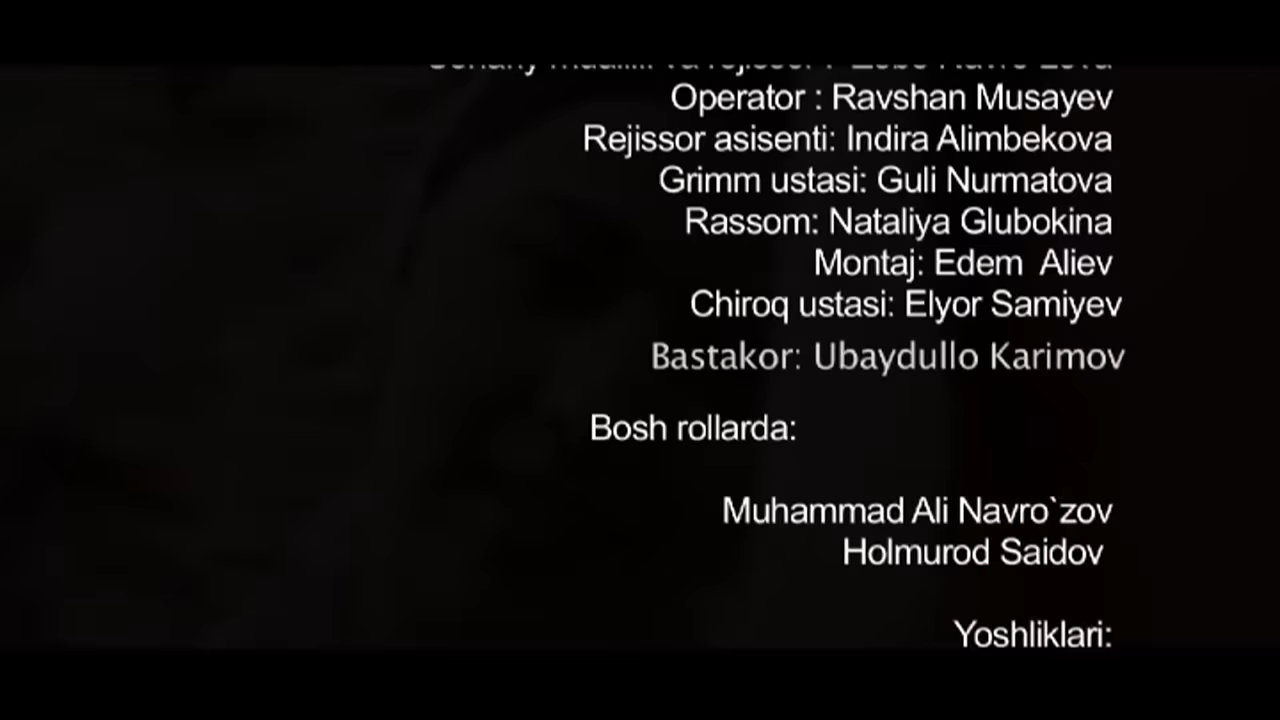 Operator : Ravshan Musayev
Rejissor asisenti: Indira Alimbekova
Grimm ustasi: Guli Nurmatova
Rassom: Nataliya Glubokina
Montaj: Edem Aliev
Chiroq ustasi: Elyor Samiyev
Bastakor: Ubaydullo Karimov
Bosh rollarda:
Muhammad Ali Navro`zov
Holmurod Saidov
Yoshliklari: